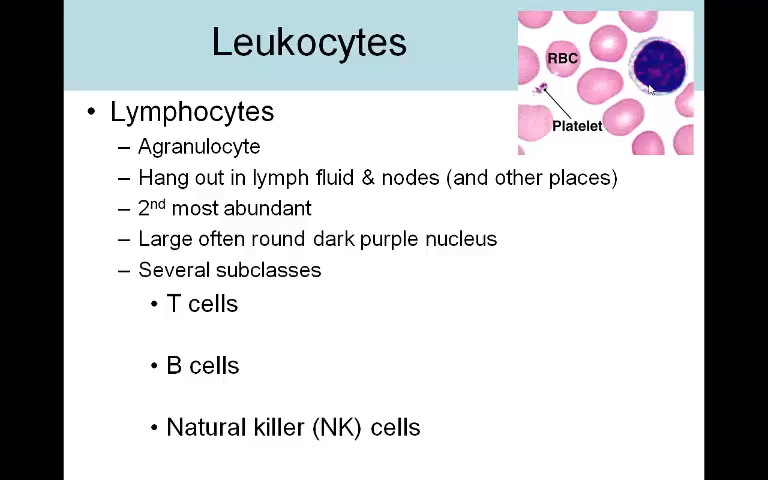 Leukocytes
RBC
Platelet
• Lymphocytes
– Agranulocyte
– Hang out in lymph fluid & nodes (and other places)
– 2nd most abundant
– Large often round dark purple nucleus
– Several subclasses
• T cells
• B cells
• Natural killer (NK) cells